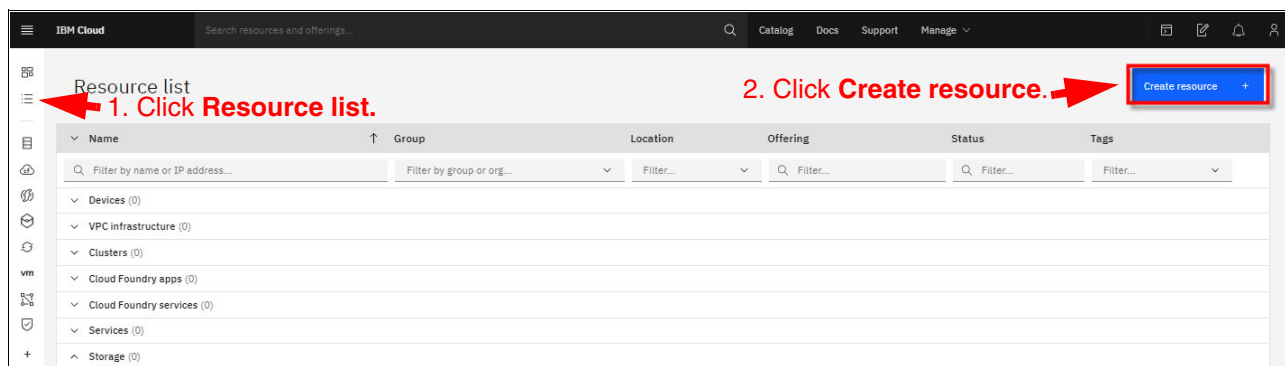 IBM Cloud Search resources and offerings... Catalog Docs Support Manage
Resource list
Create resource +
1. Click Resource list.
2. Click Create resource.
Name Group Location Offering Status Tags
Filter by name or IP address... Filter by group or org... Filter... Filter... Filter... Filter...
Devices (0)
VPC infrastructure (0)
Clusters (0)
Cloud Foundry apps (0)
vm
Cloud Foundry services (0)
Services (0)
Storage (0)